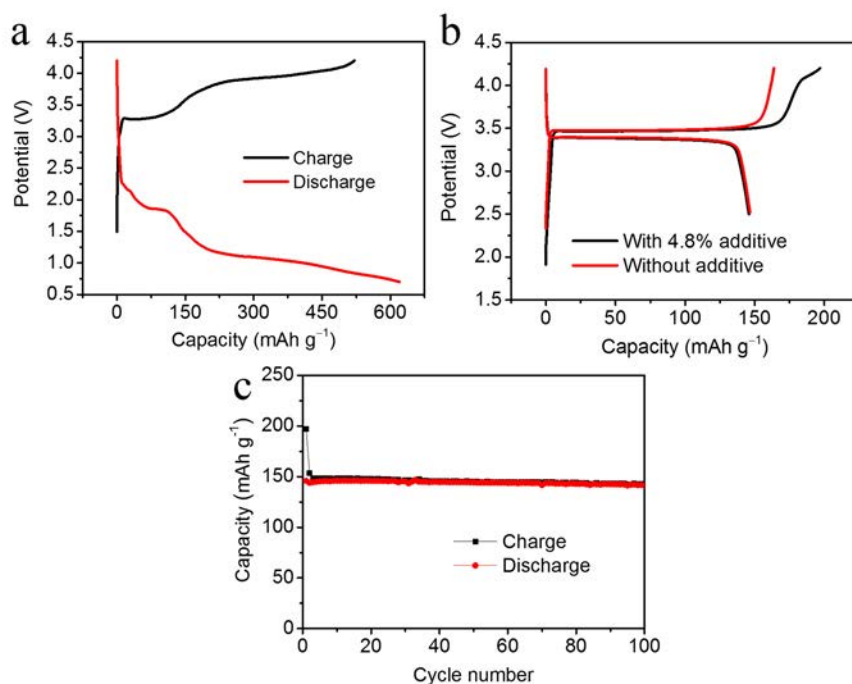 a
4.5
4.0
3.5
3.0
2.5
2.0
1.5
1.0
0.5
Potential (V)
Charge
Discharge
0 150 300 450 600
Capacity (mAh g⁻¹)
b
4.5
4.0
3.5
3.0
2.5
2.0
1.5
Potential (V)
With 4.8% additive
Without additive
0 50 100 150 200
Capacity (mAh g⁻¹)
c
250
200
150
100
50
0
Capacity (mAh g⁻¹)
Charge
Discharge
0 20 40 60 80 100
Cycle number